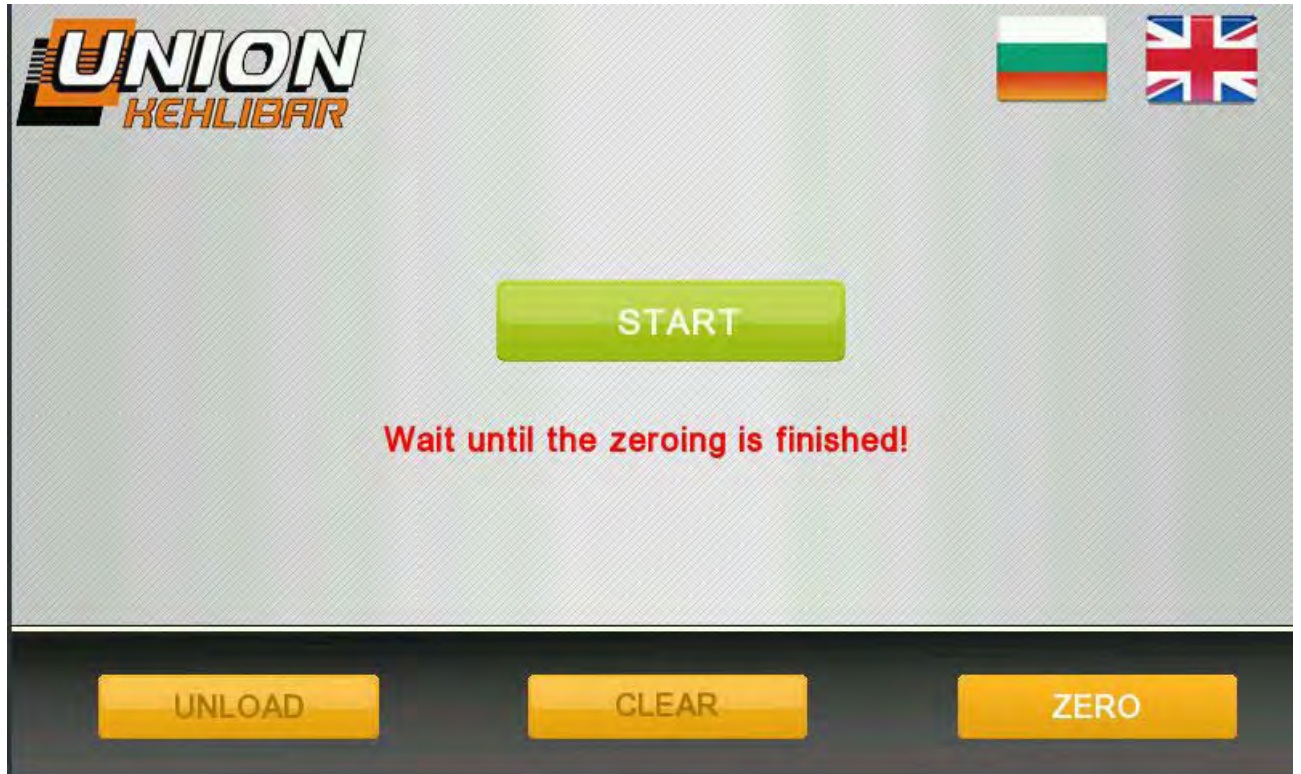 UNION
KEHLIBAR
START
Wait until the zeroing is finished!
UNLOAD
CLEAR
ZERO